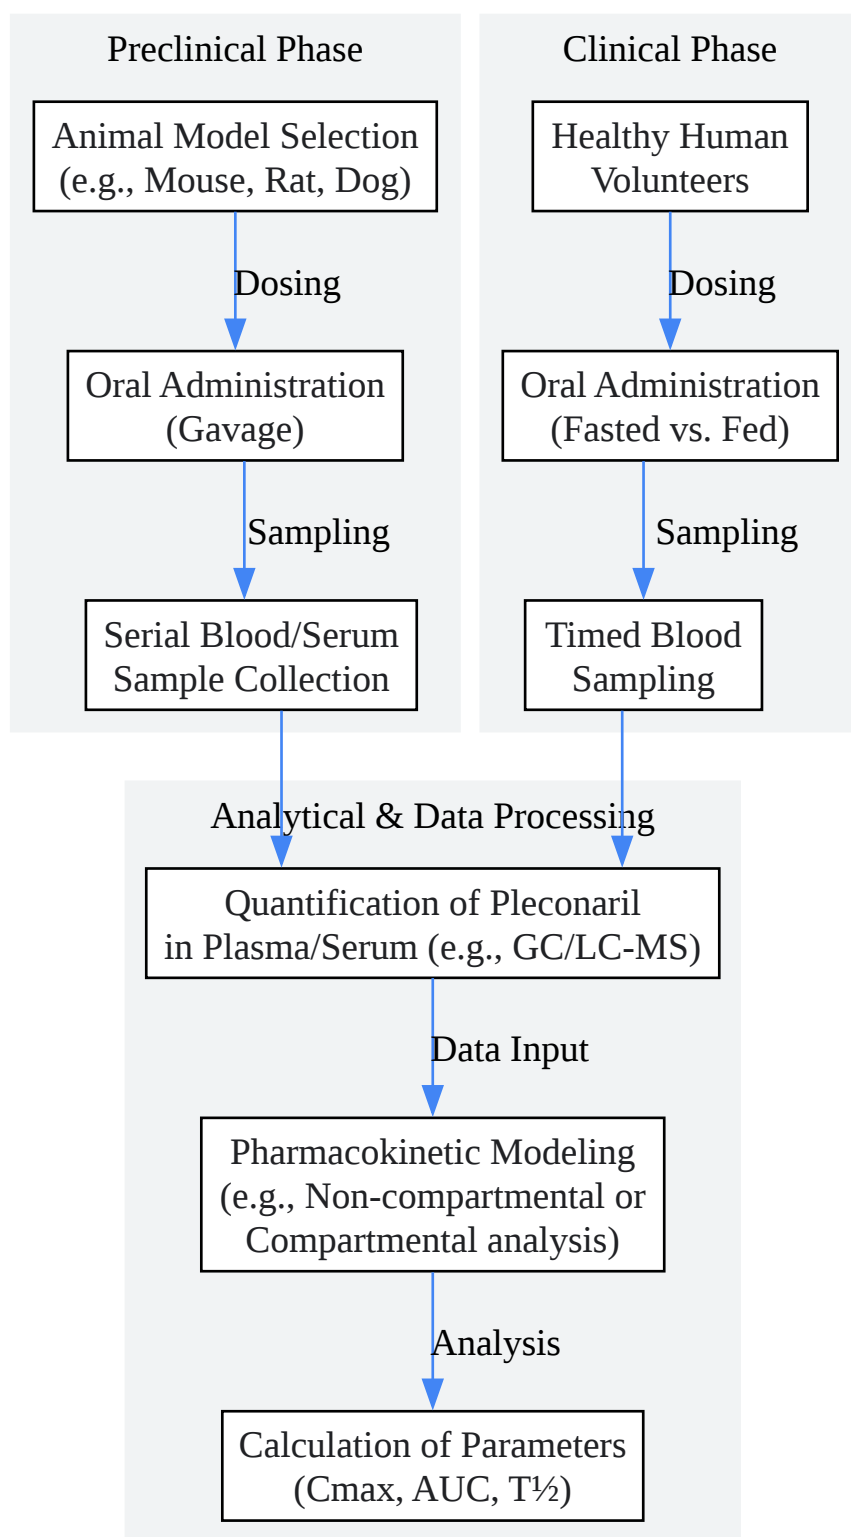 Preclinical Phase
Animal Model Selection
(e.g., Mouse, Rat, Dog)
Dosing
Oral Administration
(Gavage)
Sampling
Serial Blood/Serum
Sample Collection
Clinical Phase
Healthy Human
Volunteers
Dosing
Oral Administration
(Fasted vs. Fed)
Sampling
Timed Blood
Sampling
Analytical & Data Processing
Quantification of Pleconaril
in Plasma/Serum (e.g., GC/LC-MS)
Data Input
Pharmacokinetic Modeling
(e.g., Non-compartmental or
Compartmental analysis)
Analysis
Calculation of Parameters
(Cmax, AUC, T½)